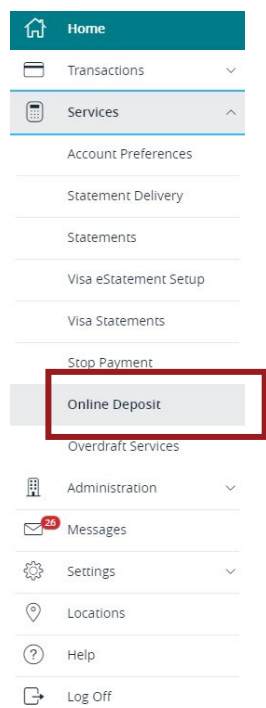 Home
Transactions
Services
Account Preferences
Statement Delivery
Statements
Visa eStatement Setup
Visa Statements
Stop Payment
Online Deposit
Overdraft Services
Administration
26
Messages
Settings
Locations
? Help
Log Off